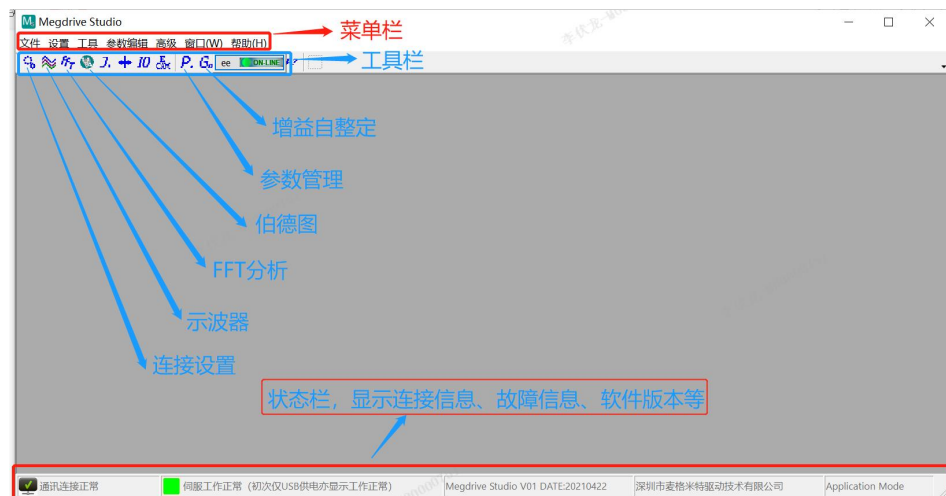 Megdrive Studio
菜单栏
文件 设置 工具 参数编辑 高级 窗口(W) 帮助(H)
工具栏
J. IO P. G. ee ON-LINE
增益自整定
参数管理
伯德图
FFT分析
示波器
连接设置
状态栏，显示连接信息、故障信息、软件版本等
通讯连接正常
伺服工作正常（初次仅USB供电亦显示工作正常）
Megdrive Studio V01 DATE:20210422
深圳市麦格米特驱动技术有限公司
Application Mode